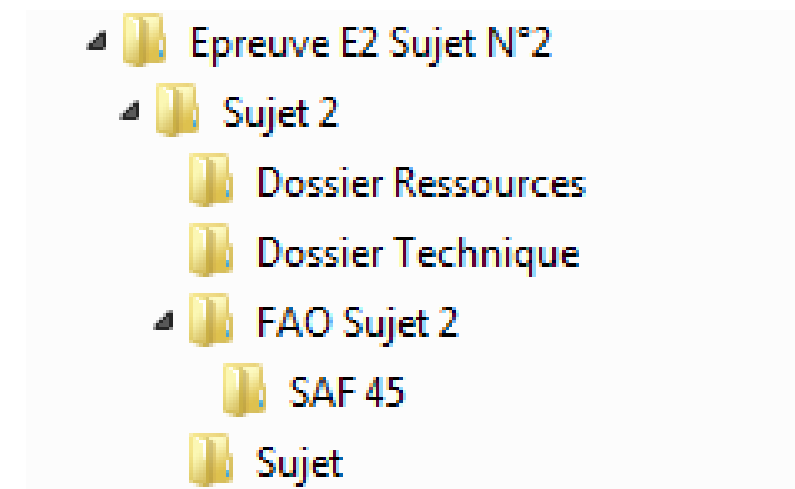 Epreuve E2 Sujet N°2
Sujet 2
Dossier Ressources
Dossier Technique
FAO Sujet 2
SAF 45
Sujet